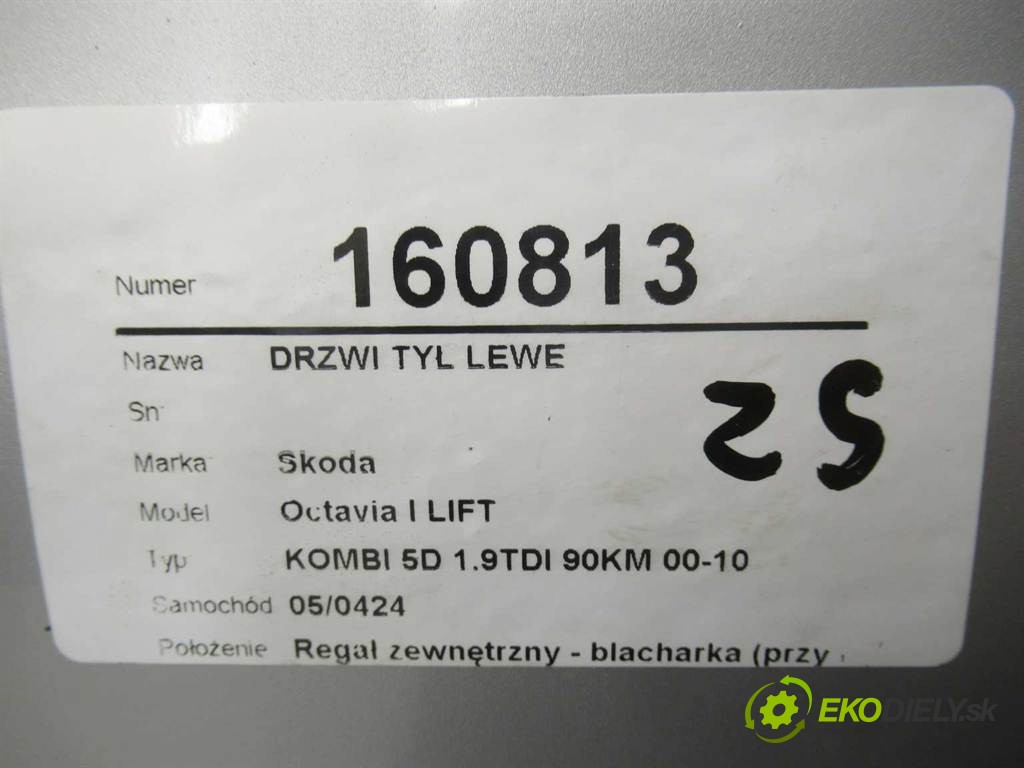 Numer 160813
Nazwa DRZWI TYŁ LEWE
Sn
Marka Skoda
Model Octavia I LIFT
Typ KOMBI 5D 1.9TDI 90KM 00-10
Samochód 05/0424
Położenie Regał zewnętrzny - blacharka (przy
EKODIELY.sk